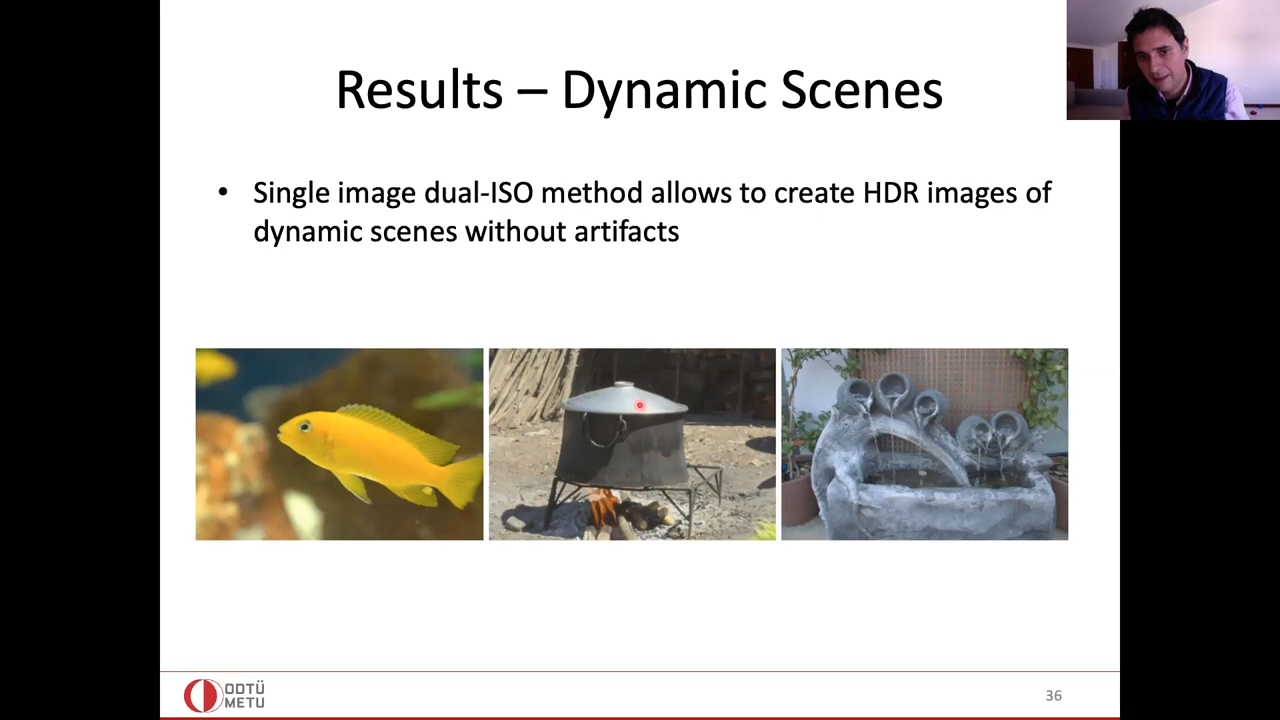 Results – Dynamic Scenes
• Single image dual-ISO method allows to create HDR images of
dynamic scenes without artifacts
ODTÜ
METU
36